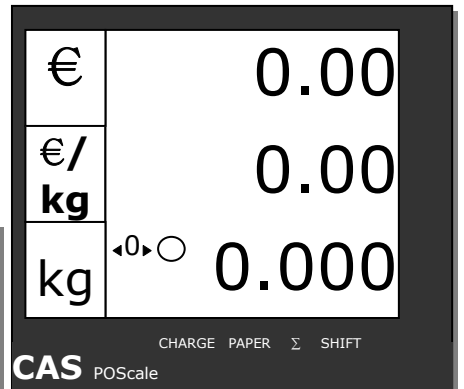 € 0.00
€/
kg 0.00
kg ◂0▸○ 0.000
CHARGE PAPER Σ SHIFT
CAS POScale